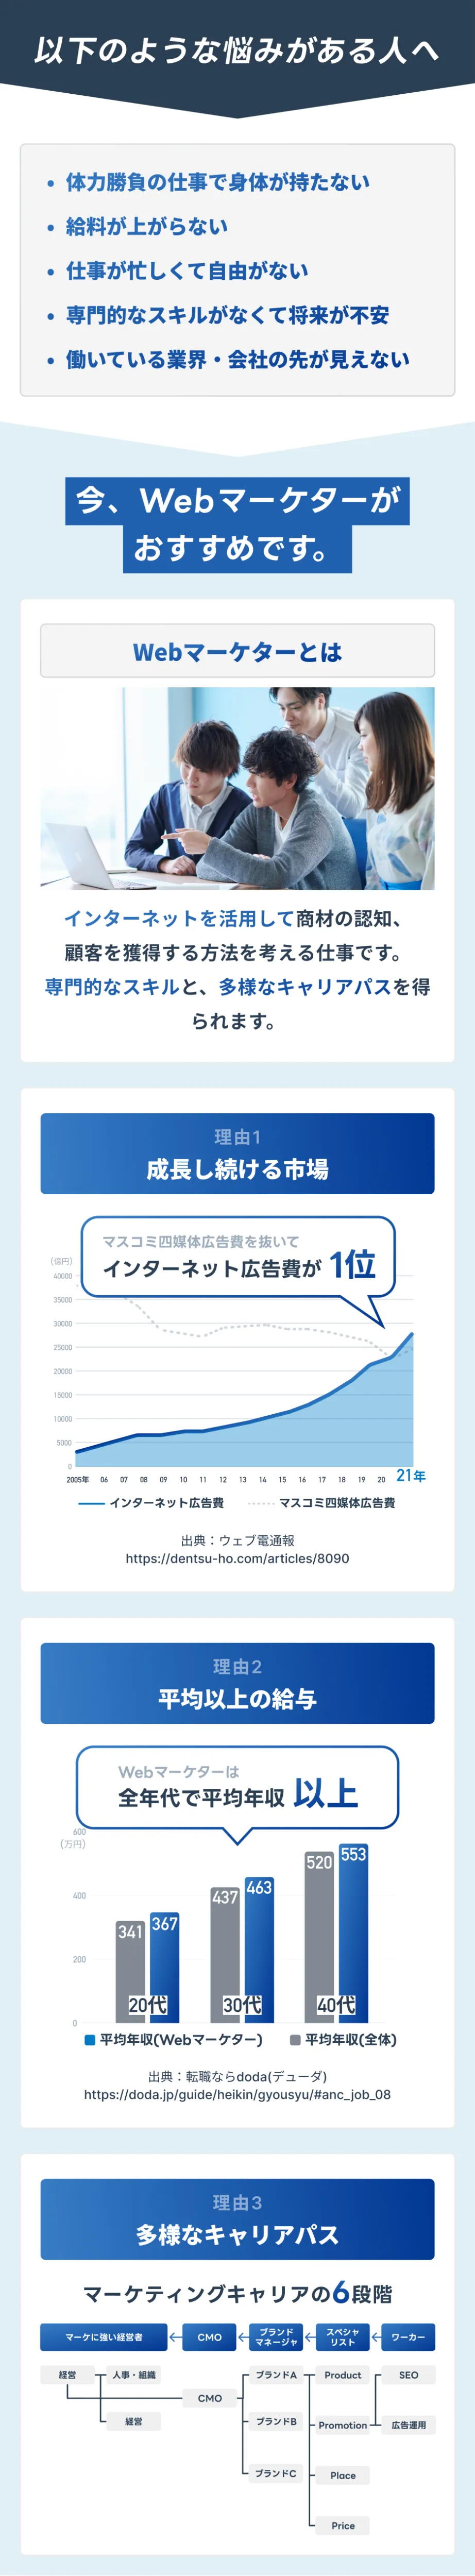 以下のような悩みがある人へ
• 体力勝負の仕事で身体が持たない
• 給料が上がらない
• 仕事が忙しくて自由がない
• 専門的なスキルがなくて将来が不安
• 働いている業界・会社の先が見えない
今、Webマーケターが
おすすめです。
Webマーケターとは
インターネットを活用して商材の認知、
顧客を獲得する方法を考える仕事です。
専門的なスキルと、多様なキャリアパスを得
られます。
理由1
成長し続ける市場
マスコミ四媒体広告費を抜いて
インターネット広告費が 1位
(億円)
40000
35000
30000
25000
20000
15000
10000
5000
0
2005年 06 07 08 09 10 11 12 13 14 15 16 17 18 19 20 21年
インターネット広告費 マスコミ四媒体広告費
出典：ウェブ電通報
https://dentsu-ho.com/articles/8090
理由2
平均以上の給与
Webマーケターは
全年代で平均年収 以上
600
(万円)
400
200
0
341 367 437 463 520 553
20代 30代 40代
平均年収(Webマーケター) 平均年収(全体)
出典：転職ならdoda(デューダ)
https://doda.jp/guide/heikin/gyousyu/#anc_job_08
理由3
多様なキャリアパス
マーケティングキャリアの6段階
マーケに強い経営者 ← CMO ← ブランド
マネージャ ← スペシャ
リスト ← ワーカー
経営 人事・組織 ブランドA Product SEO
CMO
経営 ブランドB Promotion 広告運用
ブランドC Place
Price